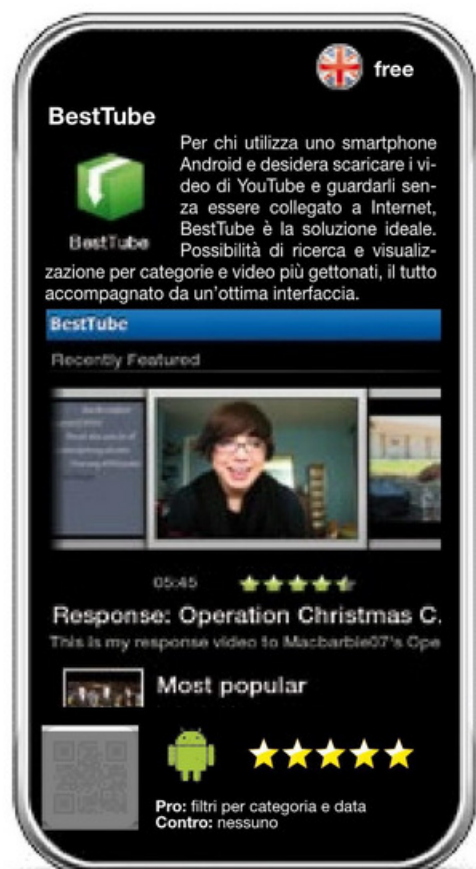 free
BestTube
Per chi utilizza uno smartphone
Android e desidera scaricare i vi-
deo di YouTube e guardarli sen-
za essere collegato a Internet,
BestTube è la soluzione ideale.
Possibilità di ricerca e visualiz-
BestTube
zazione per categorie e video più gettonati, il tutto
accompagnato da un'ottima interfaccia.
BestTube
Recently Featured
05:45
Response: Operation Christmas C.
This is my response video to Macbarbie07's Ope
Most popular
Pro: filtri per categoria e data
Contro: nessuno